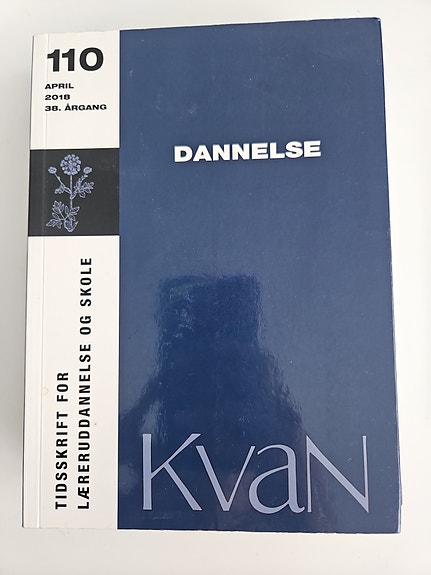 110
APRIL
2018
38. ÅRGANG
DANNELSE
TIDSSKRIFT FOR
LÆRERUDDANNELSE OG SKOLE
KvaN